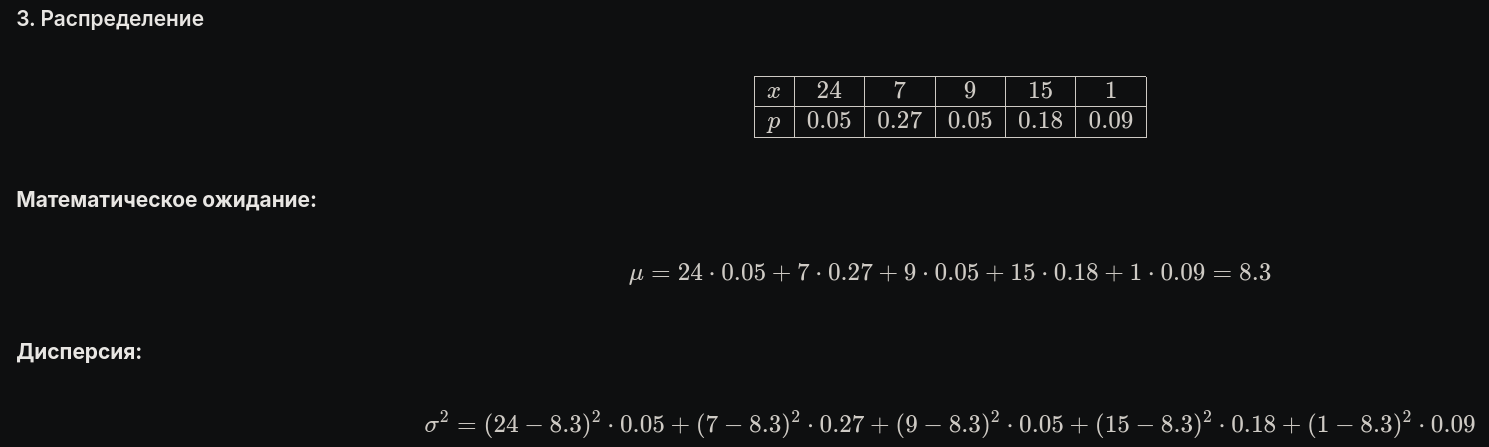 3. Распределение
x 24 7 9 15 1
p 0.05 0.27 0.05 0.18 0.09
Математическое ожидание:
μ = 24 · 0.05 + 7 · 0.27 + 9 · 0.05 + 15 · 0.18 + 1 · 0.09 = 8.3
Дисперсия:
σ² = (24 − 8.3)² · 0.05 + (7 − 8.3)² · 0.27 + (9 − 8.3)² · 0.05 + (15 − 8.3)² · 0.18 + (1 − 8.3)² · 0.09